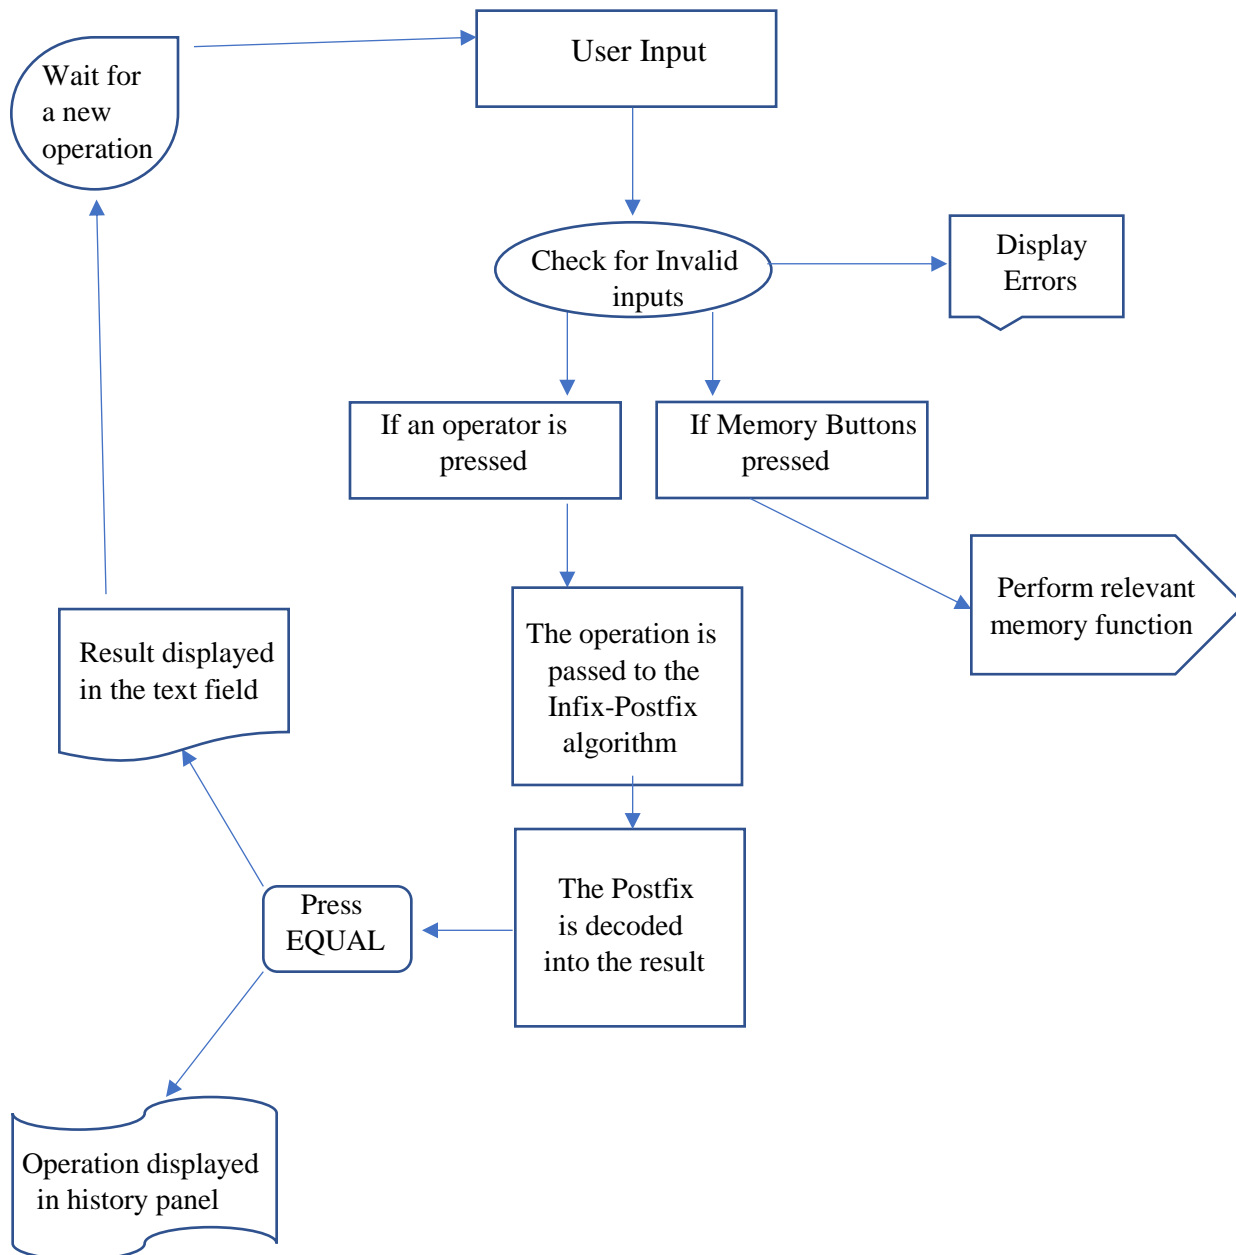 User Input
Wait for
a new
operation
Check for Invalid
inputs
Display
Errors
If an operator is
pressed
If Memory Buttons
pressed
Perform relevant
memory function
The operation is
passed to the
Infix-Postfix
algorithm
Result displayed
in the text field
The Postfix
is decoded
into the result
Press
EQUAL
Operation displayed
in history panel